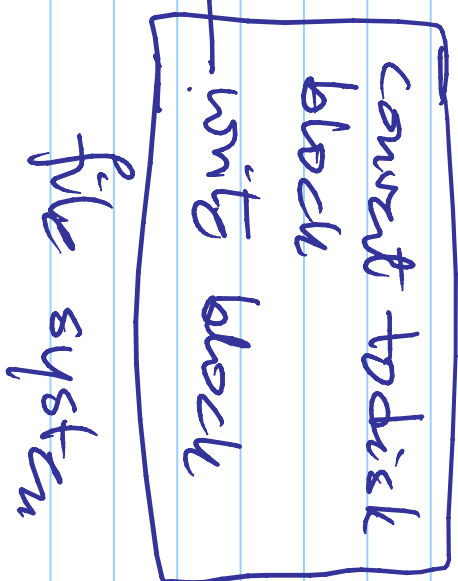 convert to disk
block
- write block
file system